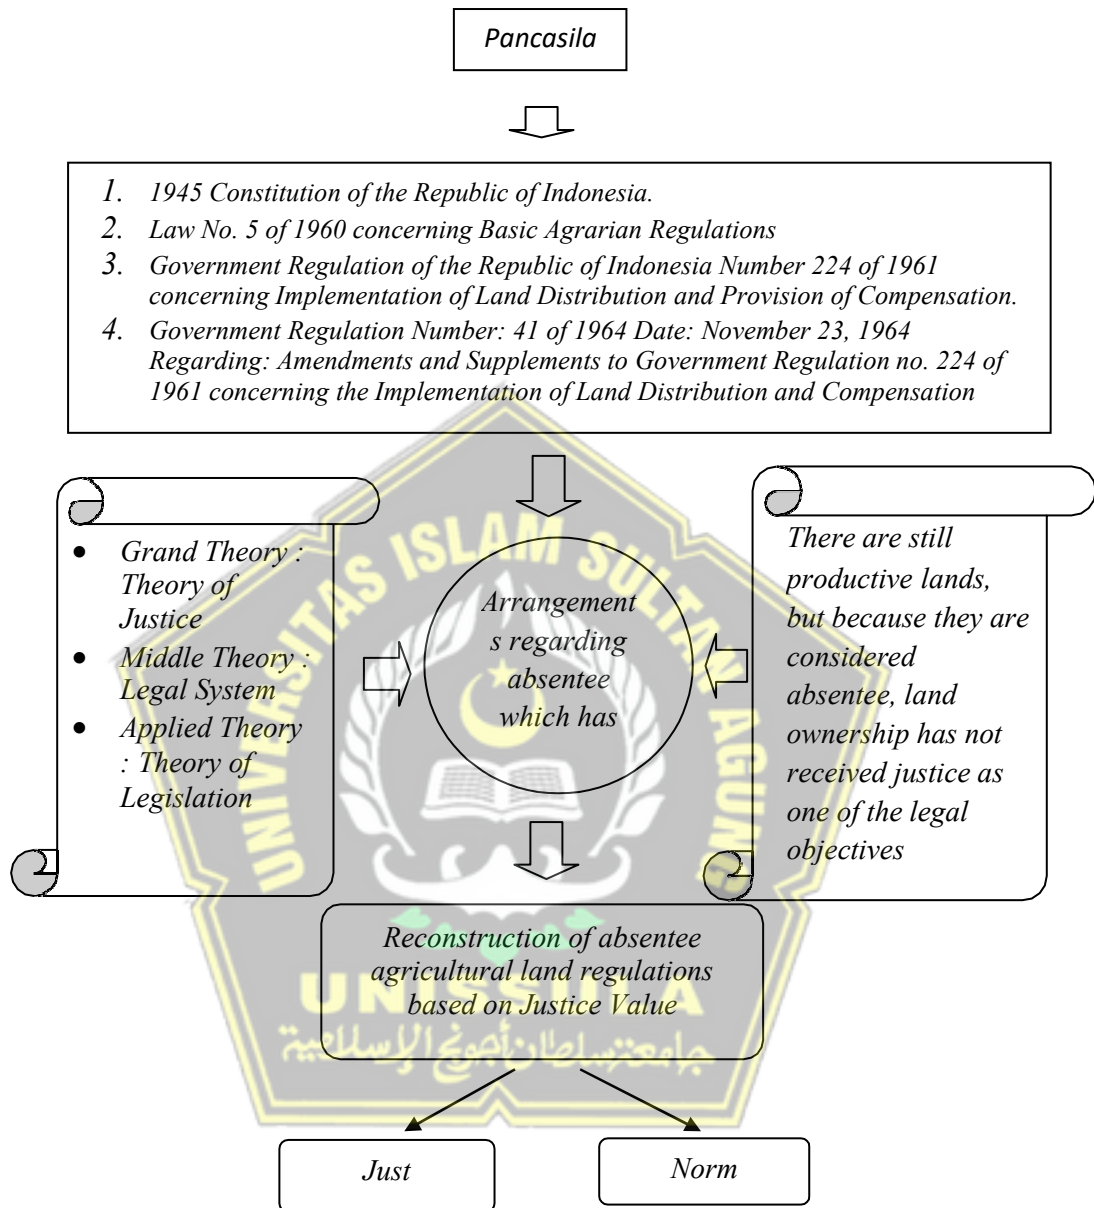 Pancasila
1. 1945 Constitution of the Republic of Indonesia.
2. Law No. 5 of 1960 concerning Basic Agrarian Regulations
3. Government Regulation of the Republic of Indonesia Number 224 of 1961
concerning Implementation of Land Distribution and Provision of Compensation.
4. Government Regulation Number: 41 of 1964 Date: November 23, 1964
Regarding: Amendments and Supplements to Government Regulation no. 224 of
1961 concerning the Implementation of Land Distribution and Compensation
• Grand Theory :
Theory of
Justice
• Middle Theory :
Legal System
• Applied Theory
: Theory of
Legislation
Arrangement
s regarding
absentee
which has
There are still
productive lands,
but because they are
considered
absentee, land
ownership has not
received justice as
one of the legal
objectives
Reconstruction of absentee
agricultural land regulations
based on Justice Value
Just
Norm
UNIVERSITAS ISLAM SULTAN AGUNG
UNISSULA
جامعة سلطان أجونج الإسلامية